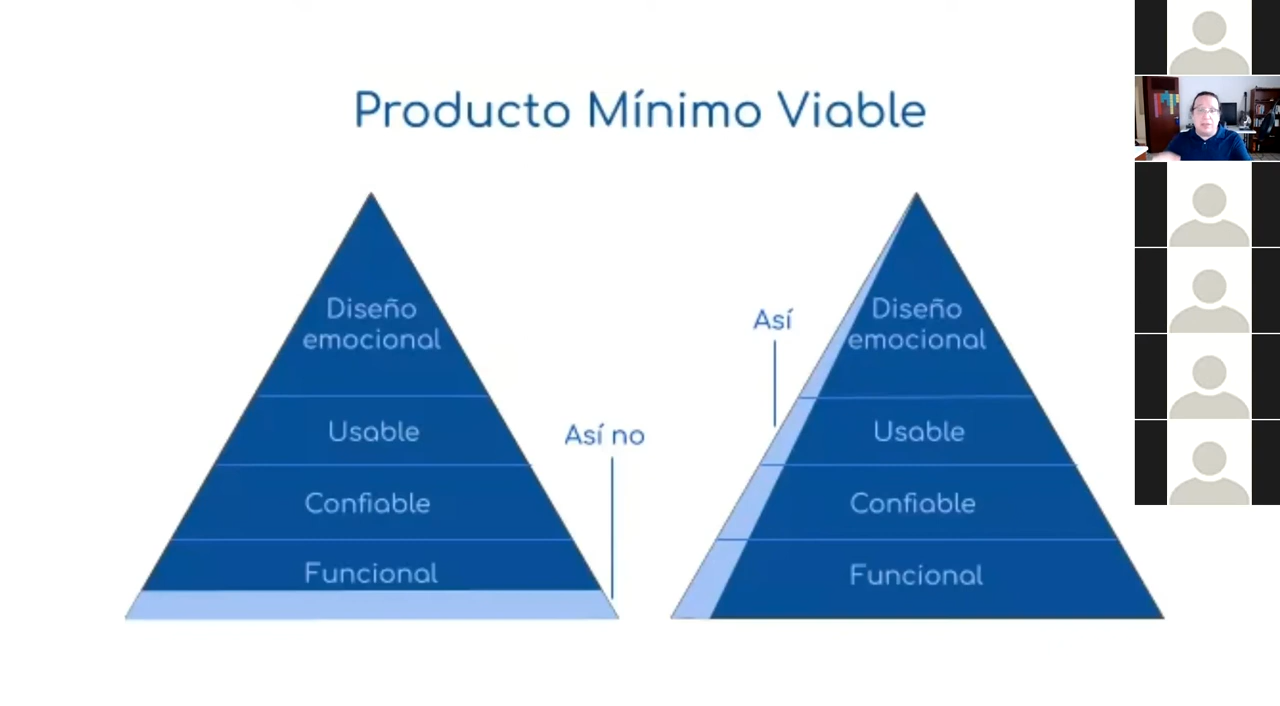 Producto Mínimo Viable
Diseño
emocional
Usable
Confiable
Funcional
Así no
Así
Diseño
emocional
Usable
Confiable
Funcional